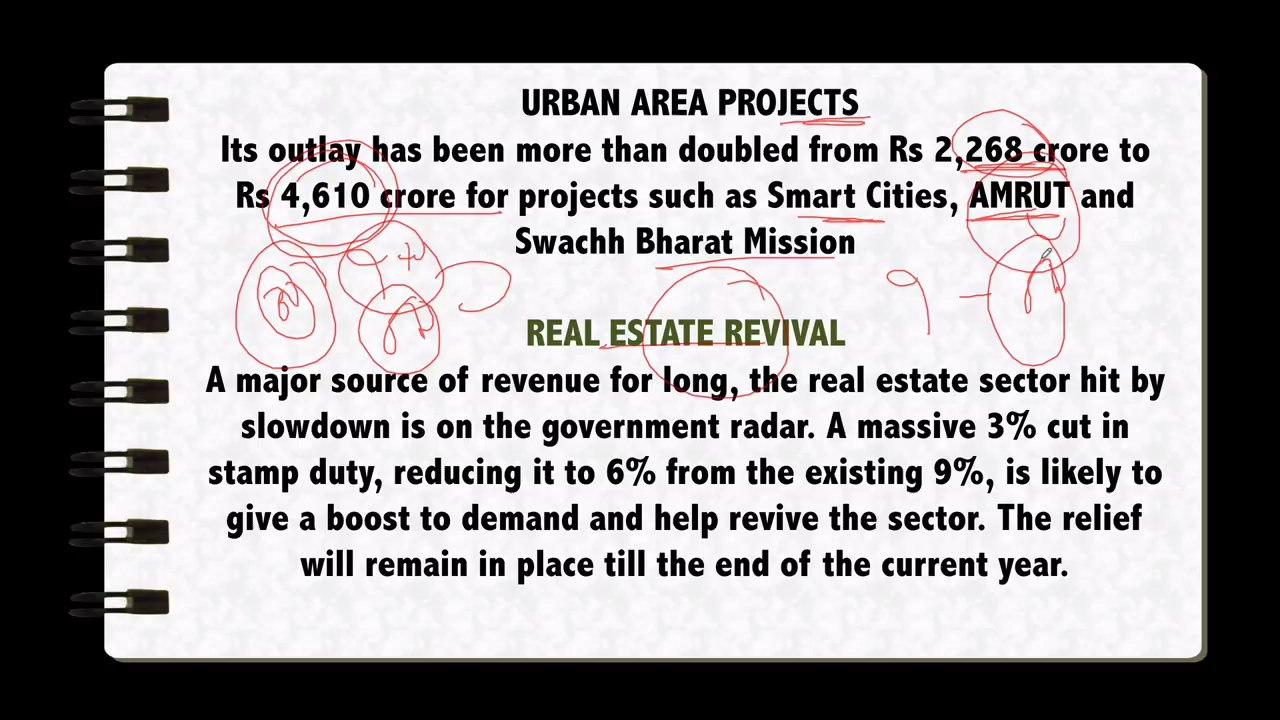 URBAN AREA PROJECTS
Its outlay has been more than doubled from Rs 2,268 crore to
Rs 4,610 crore for projects such as Smart Cities, AMRUT and
Swachh Bharat Mission
REAL ESTATE REVIVAL
A major source of revenue for long, the real estate sector hit by
slowdown is on the government radar. A massive 3% cut in
stamp duty, reducing it to 6% from the existing 9%, is likely to
give a boost to demand and help revive the sector. The relief
will remain in place till the end of the current year.